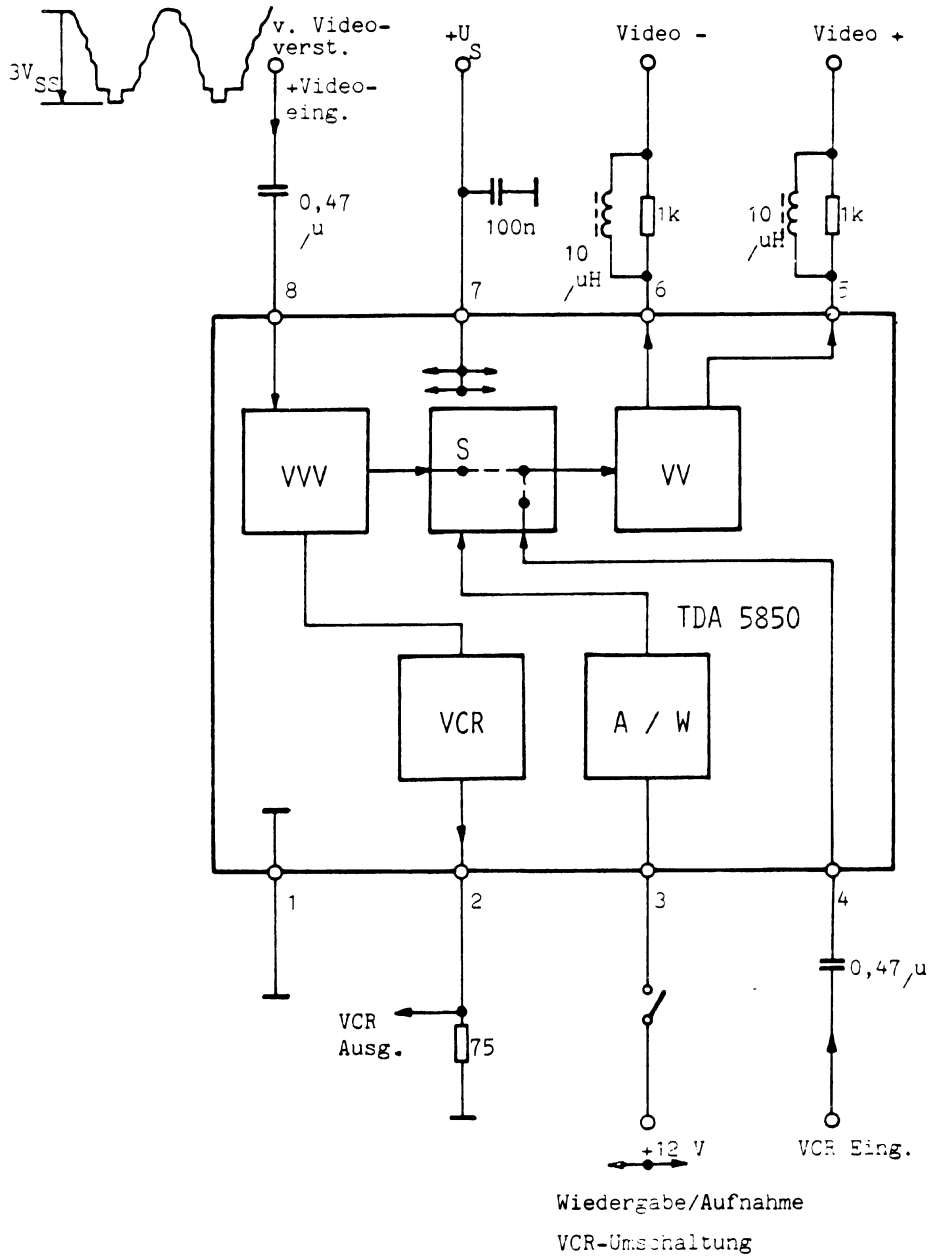 v. Video-
verst.
+Video-
eing.
3V
SS
+U
S
Video -
Video +
0,47
/u
100n
1k
10
/uH
1k
10
/uH
8
7
6
5
VVV
S
VV
TDA 5850
VCR
A / W
1
2
3
4
VCR
Ausg.
75
0,47/u
+12 V
VCR Eing.
Wiedergabe/Aufnahme
VCR-Umschaltung